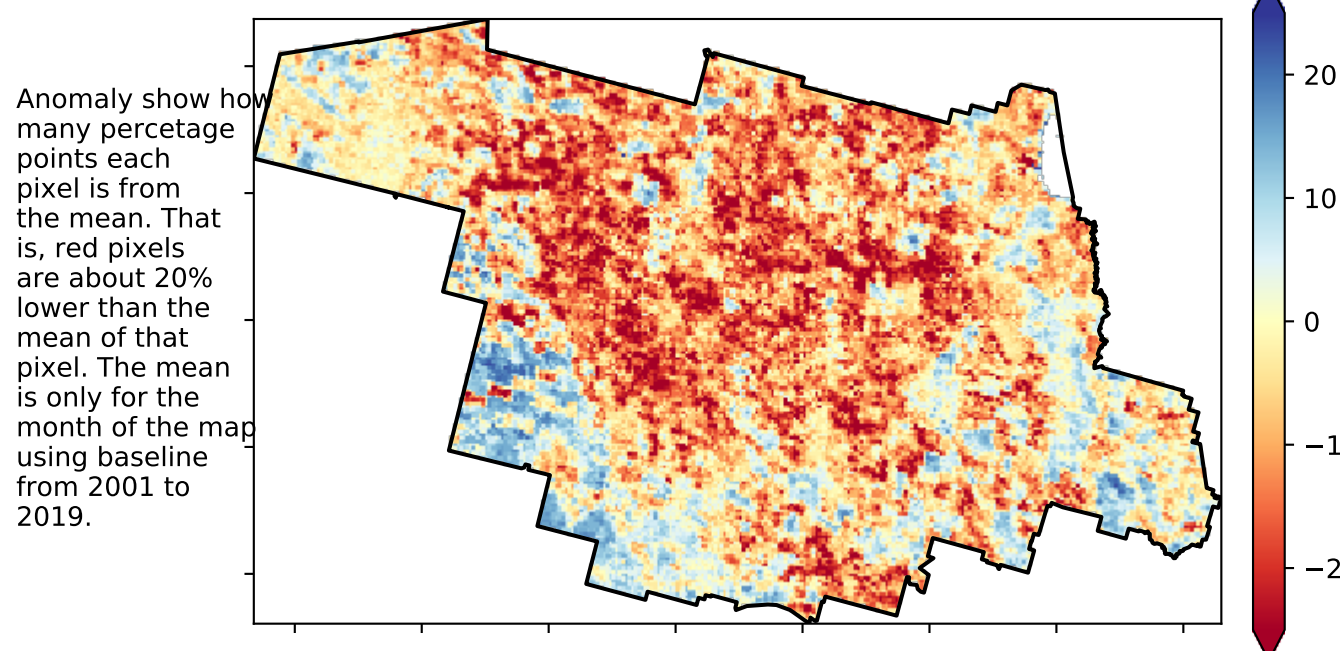 Anomaly show how
many percetage
points each
pixel is from
the mean. That
is, red pixels
are about 20%
lower than the
mean of that
pixel. The mean
is only for the
month of the map
using baseline
from 2001 to
2019.
20
10
0
−1
−2